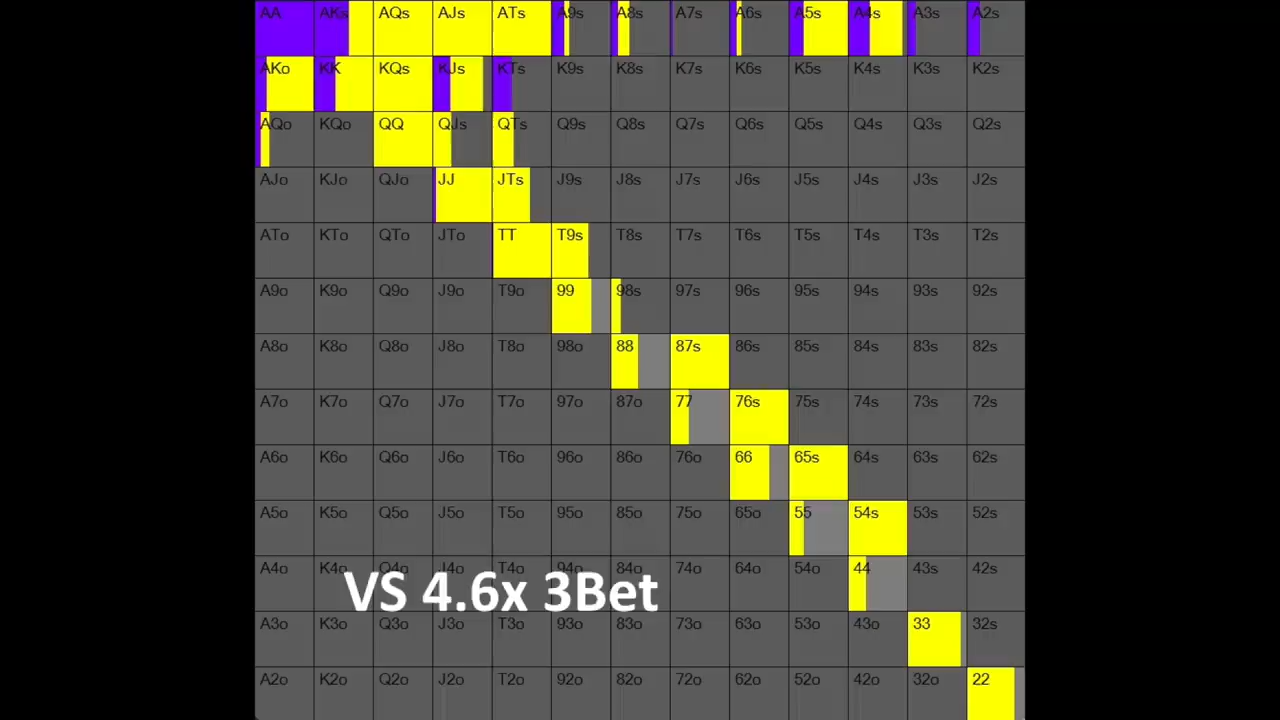 AA AKs AQs AJs ATs A9s A8s A7s A6s A5s A4s A3s A2s
AKo KK KQs KJs KTs K9s K8s K7s K6s K5s K4s K3s K2s
AQo KQo QQ QJs QTs Q9s Q8s Q7s Q6s Q5s Q4s Q3s Q2s
AJo KJo QJo JJ JTs J9s J8s J7s J6s J5s J4s J3s J2s
ATo KTo QTo JTo TT T9s T8s T7s T6s T5s T4s T3s T2s
A9o K9o Q9o J9o T9o 99 98s 97s 96s 95s 94s 93s 92s
A8o K8o Q8o J8o T8o 98o 88 87s 86s 85s 84s 83s 82s
A7o K7o Q7o J7o T7o 97o 87o 77 76s 75s 74s 73s 72s
A6o K6o Q6o J6o T6o 96o 86o 76o 66 65s 64s 63s 62s
A5o K5o Q5o J5o T5o 95o 85o 75o 65o 55 54s 53s 52s
A4o K4o Q4o J4o T4o 94o 84o 74o 64o 54o 44 43s 42s
VS 4.6x 3Bet
A3o K3o Q3o J3o T3o 93o 83o 73o 63o 53o 43o 33 32s
A2o K2o Q2o J2o T2o 92o 82o 72o 62o 52o 42o 32o 22